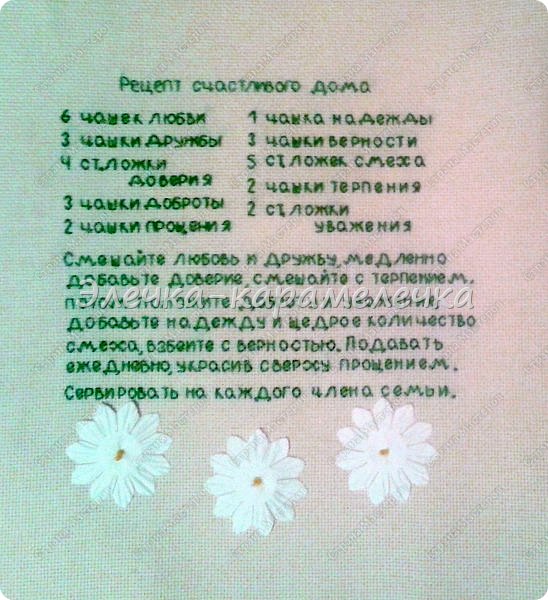 Рецепт счастливого дома
6 чашек любви
3 чашки дружбы
4 ст.ложки
доверия
3 чашки доброты
2 чашки прощения
1 чашка надежды
3 чашки верности
5 ст.ложек смеха
2 чашки терпения
2 ст.ложки
уважения
Смешайте любовь и дружбу, медленно
добавьте доверие, смешайте с терпением.
добавьте надежду и щедрое количество
смеха, взбейте с верностью. Подавать
ежедневно, украсив сверху прощением.
Сервировать на каждого члена семьи.
Элечка карамелечка